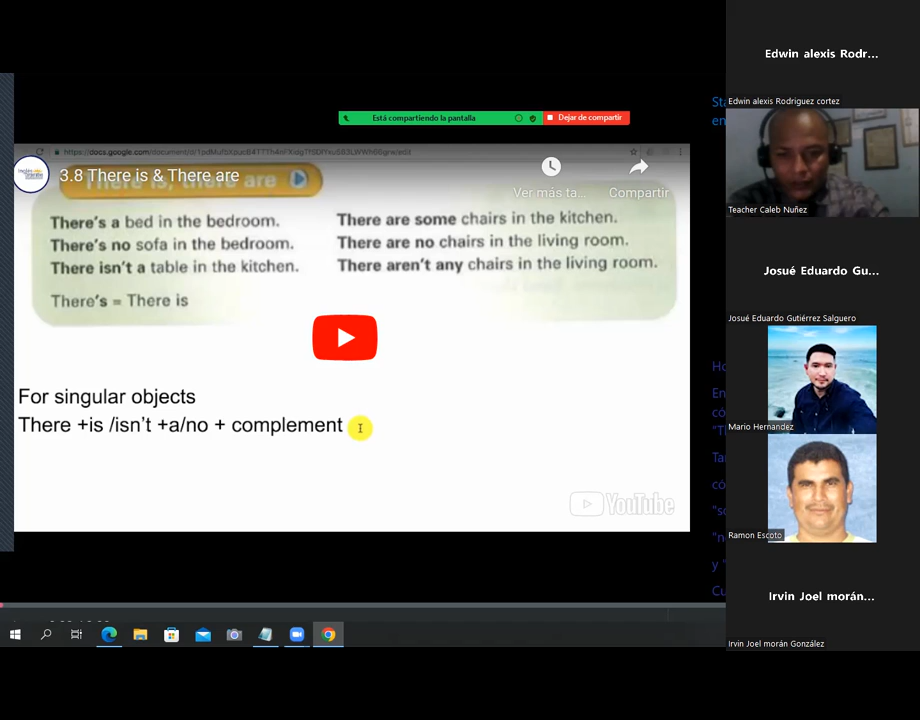 Está compartiendo la pantalla
Dejar de compartir
3.8 There is & There are
Ver más ta...
Compartir
There is, there are
There's a bed in the bedroom.
There's no sofa in the bedroom.
There isn't a table in the kitchen.
There's = There is
There are some chairs in the kitchen.
There are no chairs in the living room.
There aren't any chairs in the living room.
For singular objects
There +is /isn't +a/no + complement
YouTube
Edwin alexis Rodr...
Edwin alexis Rodriguez cortez
Teacher Caleb Nuñez
Josué Eduardo Gu...
Josué Eduardo Gutiérrez Salguero
Mario Hernandez
Ramon Escoto
Irvin Joel morán...
Irvin Joel morán González